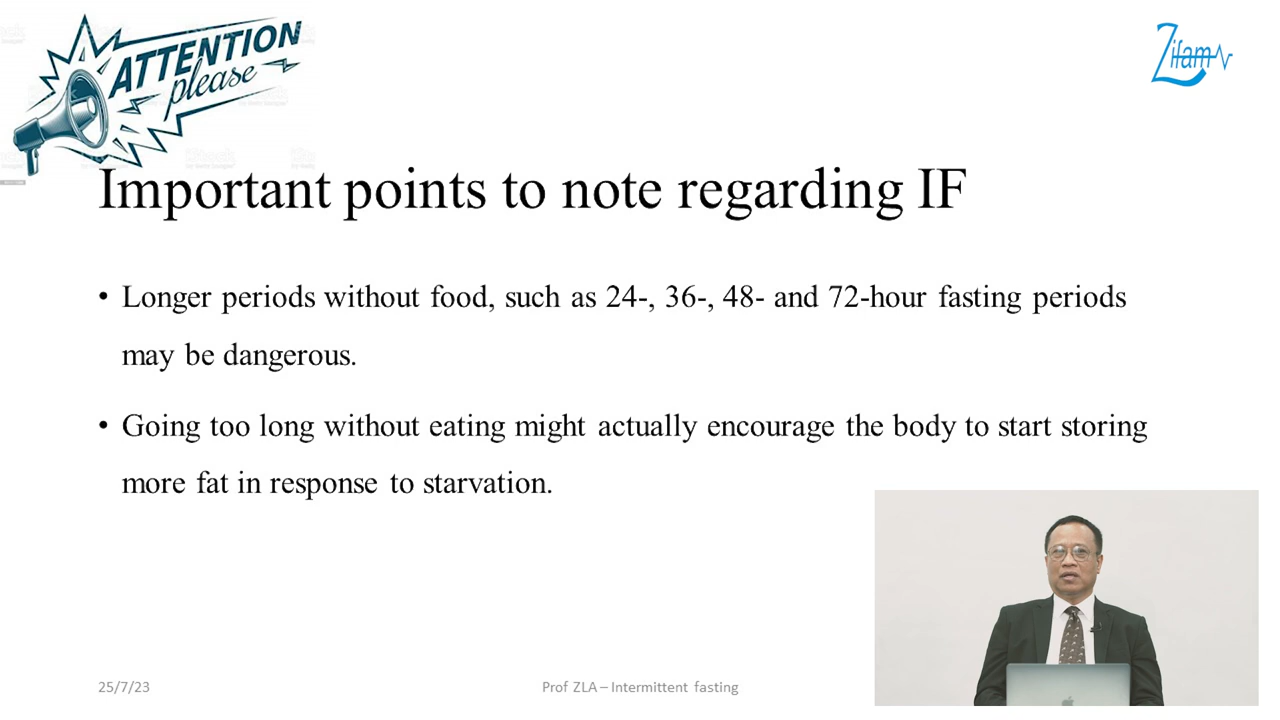 ATTENTION
please
Zifam
Important points to note regarding IF
• Longer periods without food, such as 24-, 36-, 48- and 72-hour fasting periods
may be dangerous.
• Going too long without eating might actually encourage the body to start storing
more fat in response to starvation.
25/7/23
Prof ZLA – Intermittent fasting